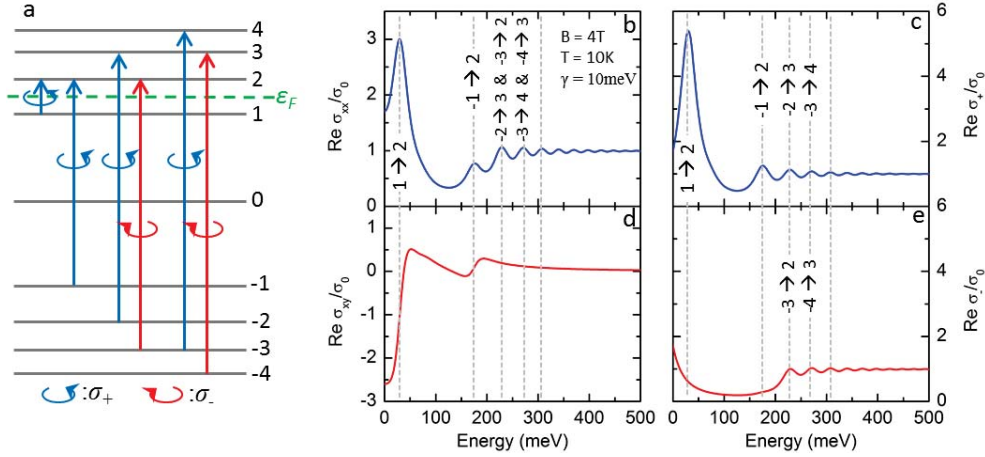 a
4
3
2
εF
1
0
-1
-2
-3
-4
:σ+
:σ-
b
3
2
1
0
Re σxx/σ0
1→2
-1→2
-2→3 & -3→2
-3→4 & -4→3
B = 4T
T = 10K
γ = 10meV
c
6
4
2
6
Re σ+/σ0
1→2
-1→2
-2→3
-3→4
d
1
0
-1
-2
-3
Re σxy/σ0
0 100 200 300 400 500
Energy (meV)
e
4
2
0
Re σ-/σ0
-3→2
-4→3
0 100 200 300 400 500
Energy (meV)